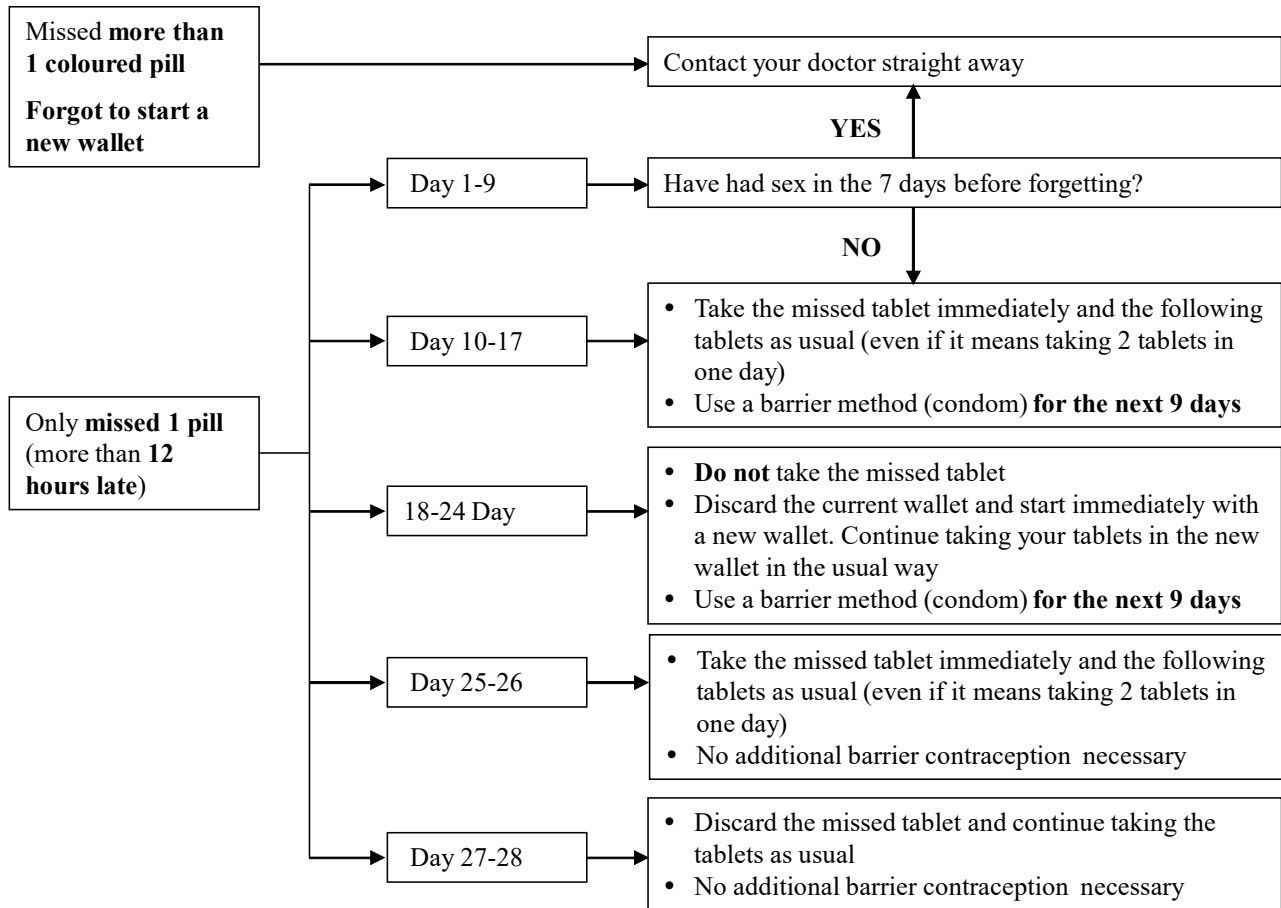 Missed more than
1 coloured pill
Forgot to start a
new wallet
Contact your doctor straight away
YES
Day 1-9
Have had sex in the 7 days before forgetting?
NO
Day 10-17
• Take the missed tablet immediately and the following
tablets as usual (even if it means taking 2 tablets in
one day)
• Use a barrier method (condom) for the next 9 days
Only missed 1 pill
(more than 12
hours late)
18-24 Day
• Do not take the missed tablet
• Discard the current wallet and start immediately with
a new wallet. Continue taking your tablets in the new
wallet in the usual way
• Use a barrier method (condom) for the next 9 days
Day 25-26
• Take the missed tablet immediately and the following
tablets as usual (even if it means taking 2 tablets in
one day)
• No additional barrier contraception necessary
Day 27-28
• Discard the missed tablet and continue taking the
tablets as usual
• No additional barrier contraception necessary